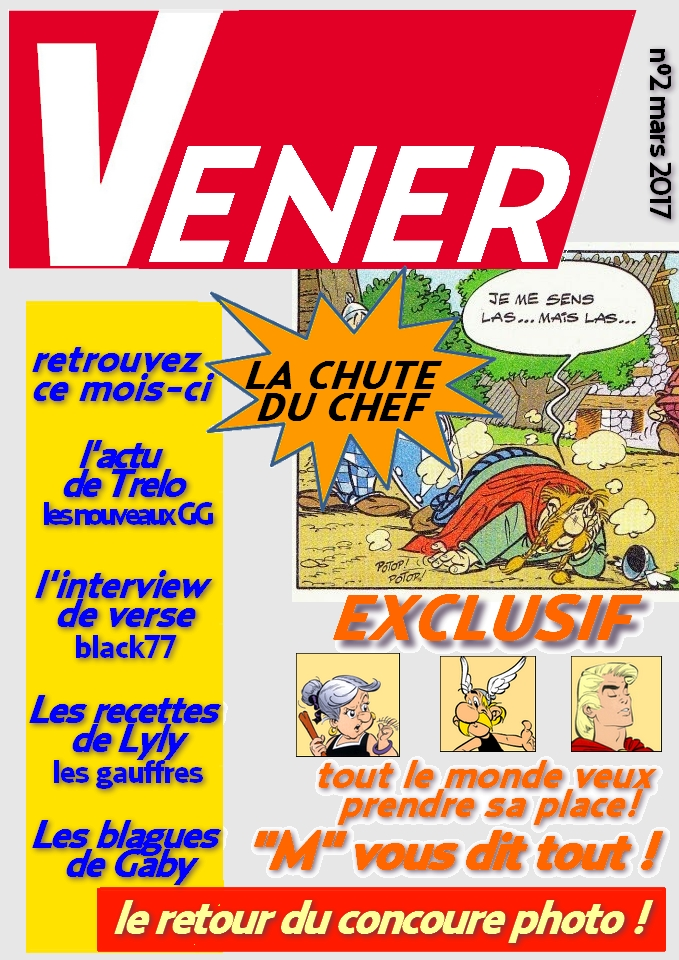 VENER
n°2 mars 2017
JE ME SENS
LAS... MAIS LAS...
LA CHUTE
DU CHEF
POTOP!
POTOP!
retrouvez
ce mois-ci
l'actu
de Trelo
les nouveaux GG
l'interview
de verse
black77
Les recettes
de Lyly
les gauffres
Les blagues
de Gaby
EXCLUSIF
tout le monde veux
prendre sa place!
"M" vous dit tout !
le retour du concoure photo !